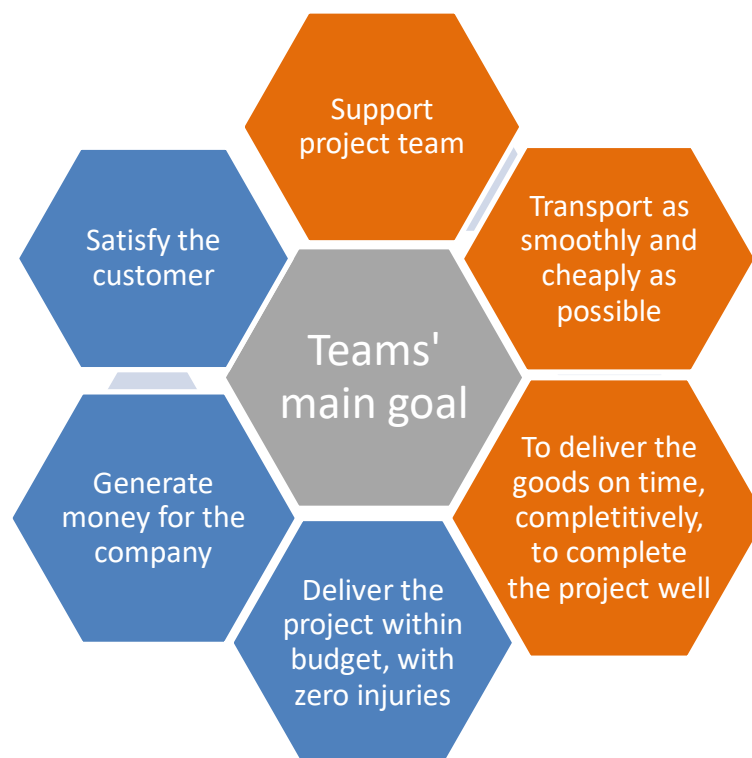 Support
project team
Transport as
smoothly and
cheaply as
possible
To deliver the
goods on time,
completitively,
to complete
the project well
Deliver the
project within
budget, with
zero injuries
Generate
money for the
company
Satisfy the
customer
Teams'
main goal